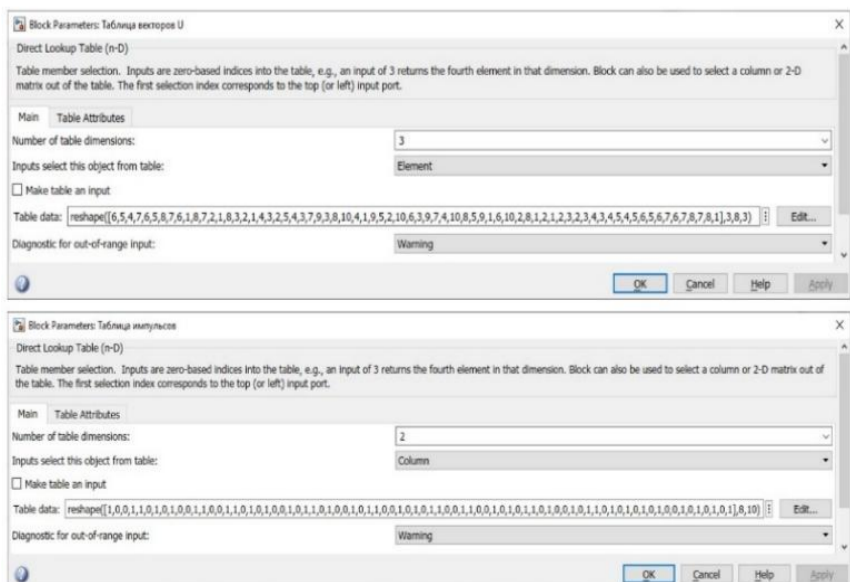 Block Parameters: Таблица векторов U
Direct Lookup Table (n-D)
Table member selection. Inputs are zero-based indices into the table, e.g., an input of 3 returns the fourth element in that dimension. Block can also be used to select a column or 2-D
matrix out of the table. The first selection index corresponds to the top (or left) input port.
Main Table Attributes
Number of table dimensions: 3
Inputs select this object from table: Element
Make table an input
Table data: reshape([6,5,4,7,6,5,8,7,6,1,8,7,2,1,8,3,2,1,4,3,2,5,4,3,7,9,3,8,10,4,1,9,5,2,10,6,3,9,7,4,10,8,5,9,1,6,10,2,8,1,2,1,2,3,2,3,4,3,4,5,4,5,6,5,6,7,6,7,8,7,8,1],3,8,3) Edit...
Diagnostic for out-of-range input: Warning
OK Cancel Help Apply
Block Parameters: Таблица импульсов
Direct Lookup Table (n-D)
Table member selection. Inputs are zero-based indices into the table, e.g., an input of 3 returns the fourth element in that dimension. Block can also be used to select a column or 2-D matrix out of
the table. The first selection index corresponds to the top (or left) input port.
Main Table Attributes
Number of table dimensions: 2
Inputs select this object from table: Column
Make table an input
Table data: reshape([1,0,0,1,1,0,1,0,1,0,0,1,1,0,0,1,1,0,1,0,1,0,0,1,0,1,1,0,1,0,0,1,0,1,1,0,0,1,0,1,0,1,1,0,0,1,1,0,0,1,0,1,0,1,1,0,1,0,0,1,0,1,1,0,1,0,1,0,1,0,1,0,0,1,0,1,0,1,0,1],8,10) Edit...
Diagnostic for out-of-range input: Warning
OK Cancel Help Apply